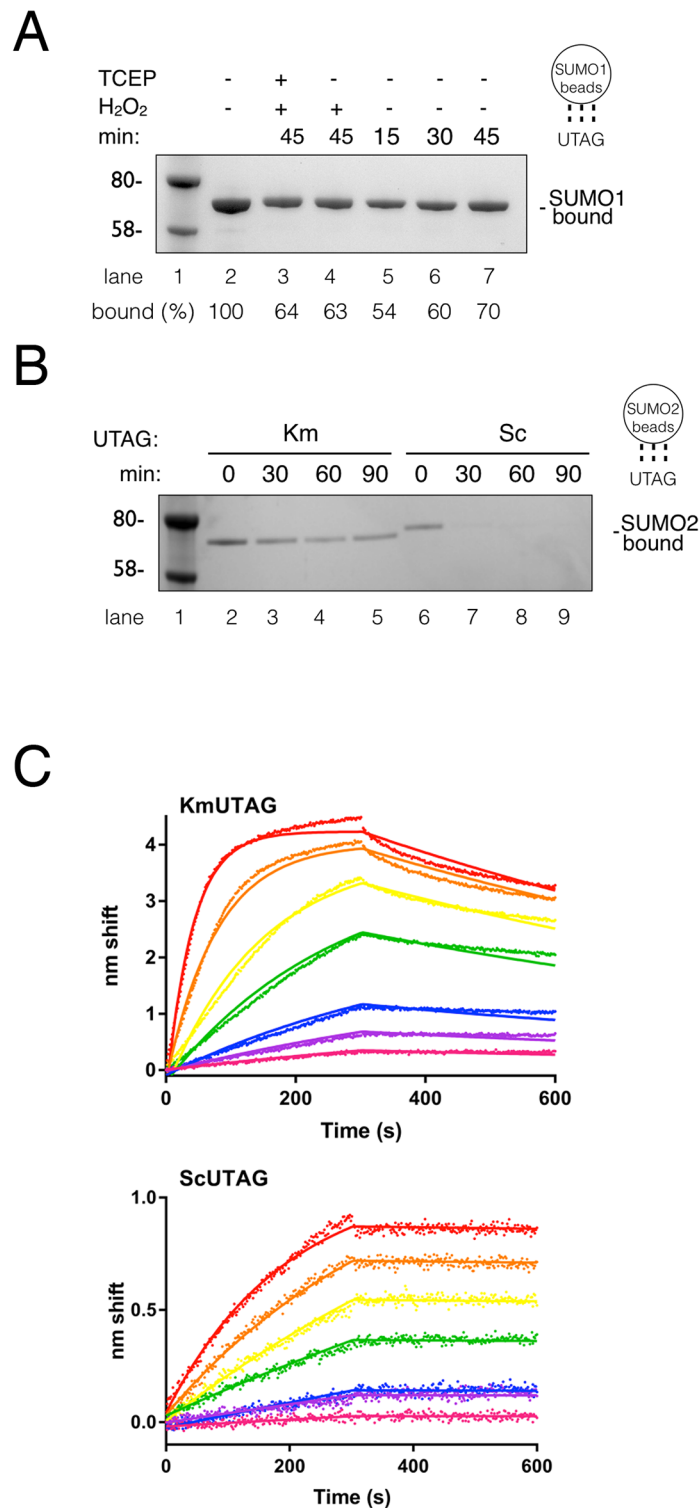 A
TCEP - + - - - -
H₂O₂ - + + - - -
min: 45 45 15 30 45
SUMO1
beads
UTAG
80-
58-
- SUMO1
bound
lane 1 2 3 4 5 6 7
bound (%) 100 64 63 54 60 70
B
UTAG: Km Sc
min: 0 30 60 90 0 30 60 90
SUMO2
beads
UTAG
80-
58-
-SUMO2
bound
lane 1 2 3 4 5 6 7 8 9
C
KmUTAG
nm shift
4
3
2
1
0
0 200 400 600
Time (s)
ScUTAG
nm shift
1.0
0.5
0.0
0 200 400 600
Time (s)